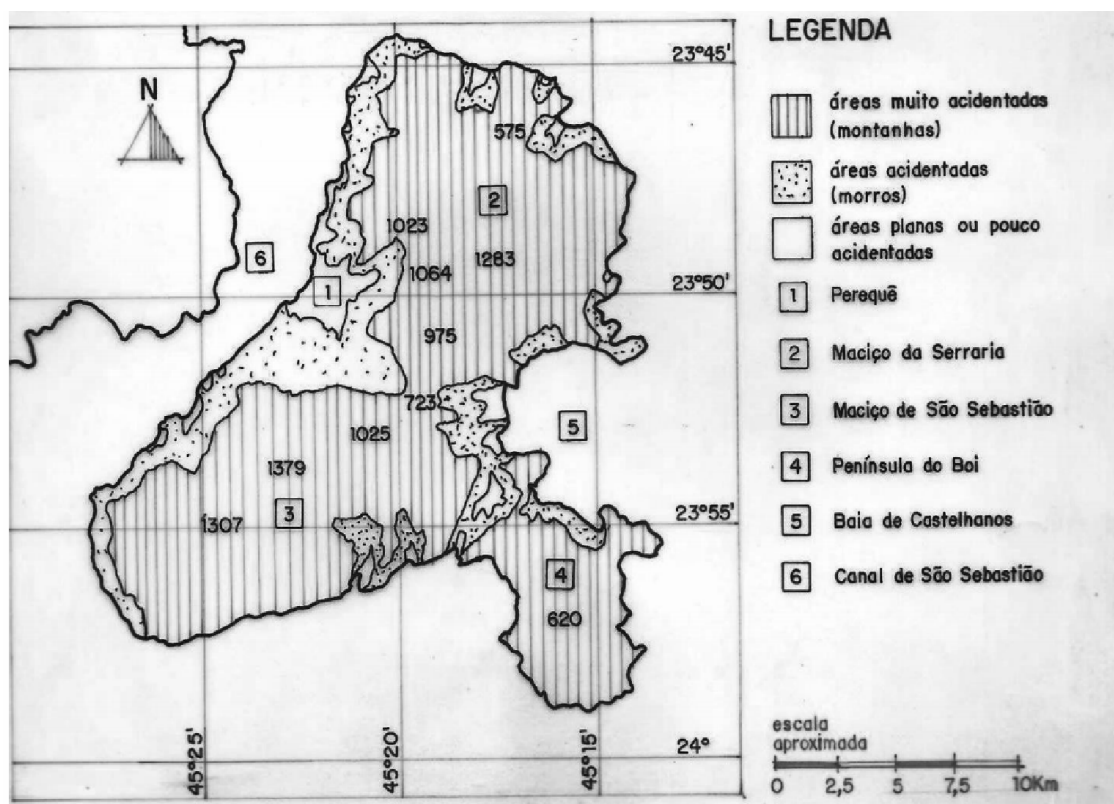 LEGENDA
N
23°45'
575
áreas muito acidentadas
(montanhas)
áreas acidentadas
(morros)
2
1023
áreas planas ou pouco
acidentadas
6
1064
1283
23°50'
1
1 Perequê
975
2 Maciço da Serraria
723
3 Maciço de São Sebastião
1025
5
1379
4 Península do Boi
1307
3
23°55'
5 Baia de Castelhanos
4
6 Canal de São Sebastião
620
45°25'
45°20'
45°15'
24°
escala
aproximada
0 2,5 5 7,5 10Km